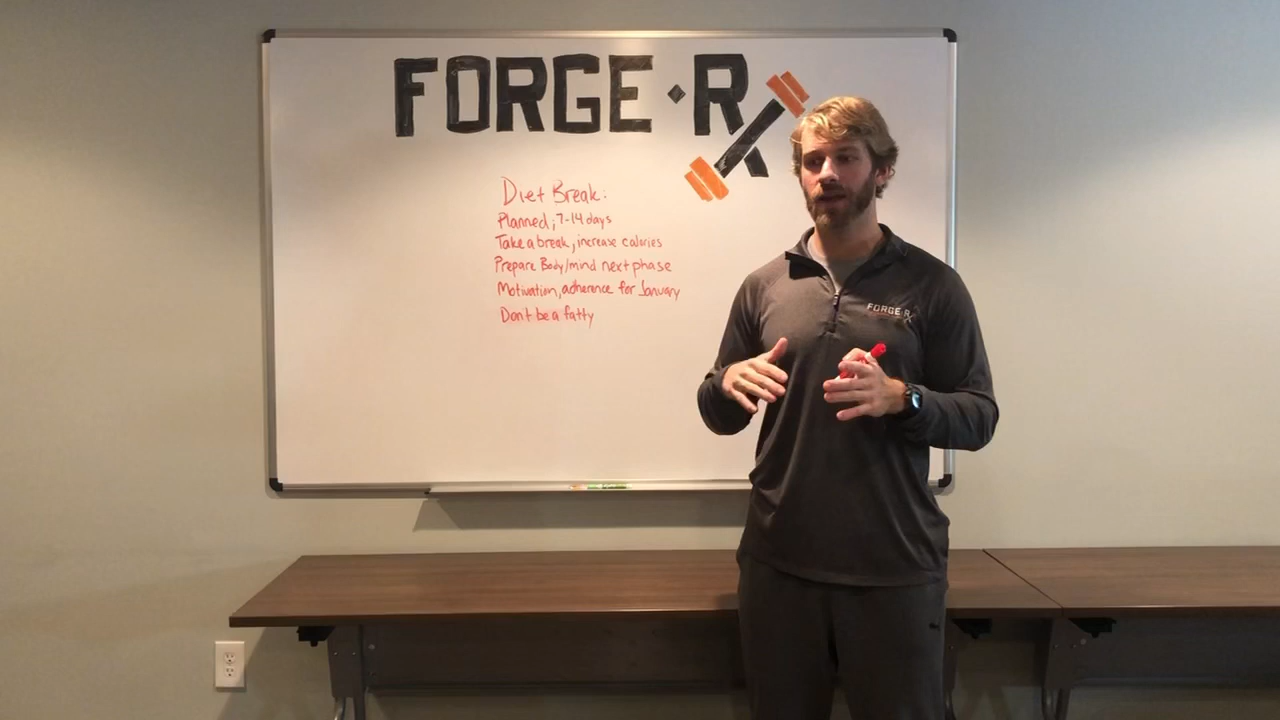 FORGE · Rx
Diet Break:
Planned, 7-14 days
Take a break, increase calories
Prepare Body/mind next phase
Motivation, adherence for January
Don't be a fatty
FORGE·Rx